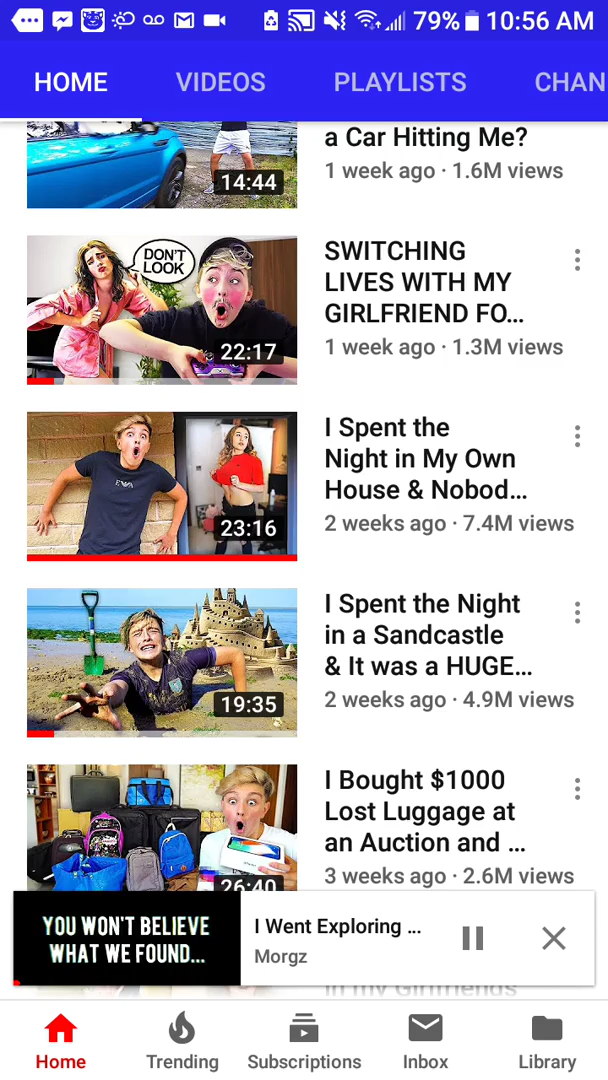 79% 10:56 AM
HOME VIDEOS PLAYLISTS CHAN
a Car Hitting Me?
1 week ago · 1.6M views
14:44
DON'T
LOOK
22:17
SWITCHING
LIVES WITH MY
GIRLFRIEND FO...
1 week ago · 1.3M views
23:16
I Spent the
Night in My Own
House & Nobod...
2 weeks ago · 7.4M views
19:35
I Spent the Night
in a Sandcastle
& It was a HUGE...
2 weeks ago · 4.9M views
26:40
I Bought $1000
Lost Luggage at
an Auction and ...
3 weeks ago · 2.6M views
YOU WON'T BELIEVE
WHAT WE FOUND...
I Went Exploring ...
Morgz
in my Girlfriends
Home Trending Subscriptions Inbox Library